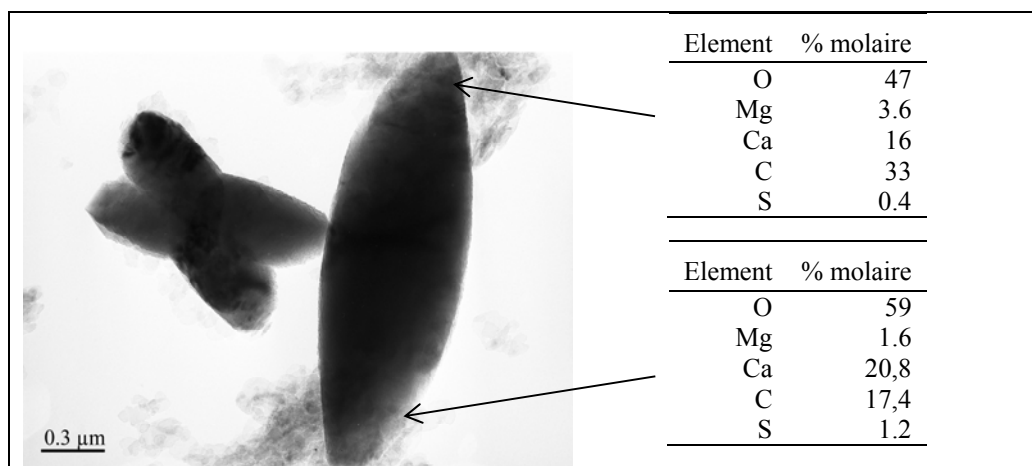 Element % molaire
O 47
Mg 3.6
Ca 16
C 33
S 0.4
Element % molaire
O 59
Mg 1.6
Ca 20,8
C 17,4
S 1.2
0.3 µm